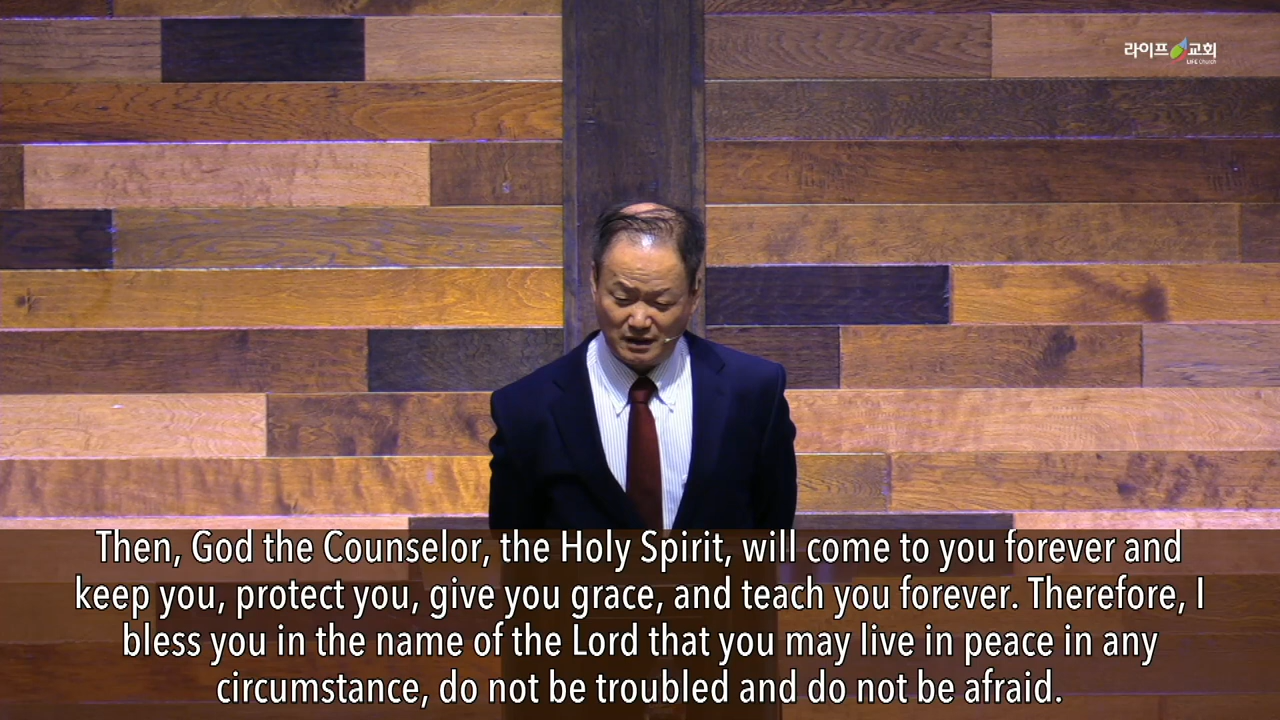 라이프 교회
LIFE Church
Then, God the Counselor, the Holy Spirit, will come to you forever and
keep you, protect you, give you grace, and teach you forever. Therefore, I
bless you in the name of the Lord that you may live in peace in any
circumstance, do not be troubled and do not be afraid.